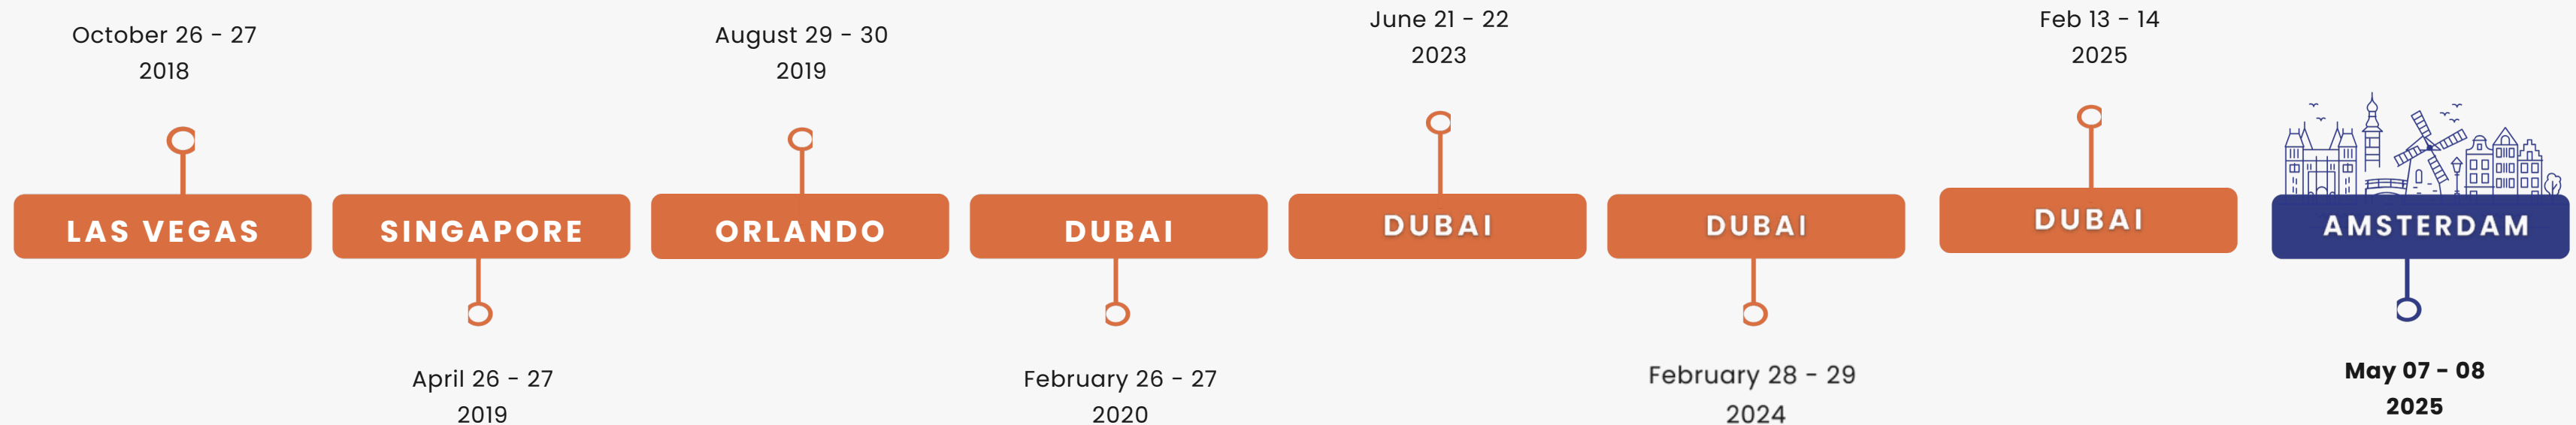 October 26 - 27
2018
LAS VEGAS
SINGAPORE
April 26 - 27
2019
August 29 - 30
2019
ORLANDO
DUBAI
February 26 - 27
2020
June 21 - 22
2023
DUBAI
DUBAI
February 28 - 29
2024
Feb 13 - 14
2025
DUBAI
AMSTERDAM
May 07 - 08
2025